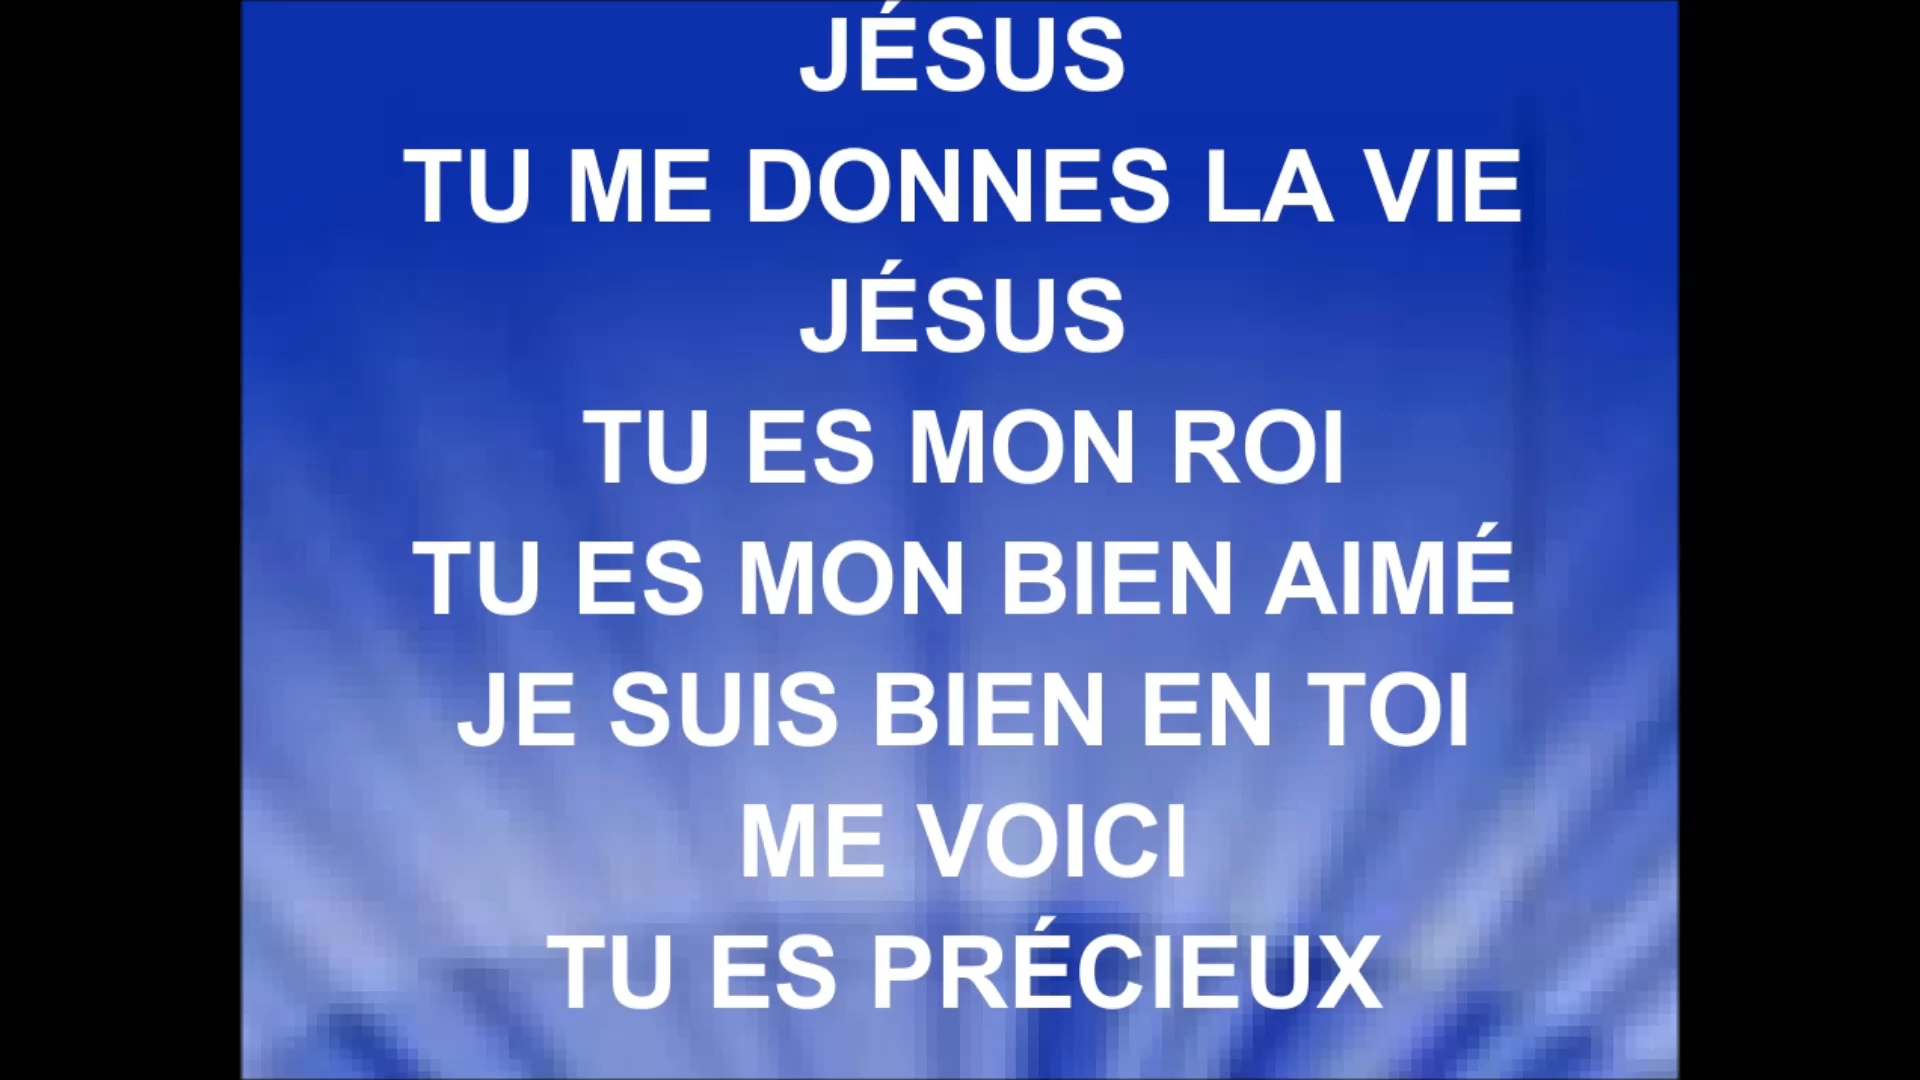 JÉSUS
TU ME DONNES LA VIE
JÉSUS
TU ES MON ROI
TU ES MON BIEN AIMÉ
JE SUIS BIEN EN TOI
ME VOICI
TU ES PRÉCIEUX